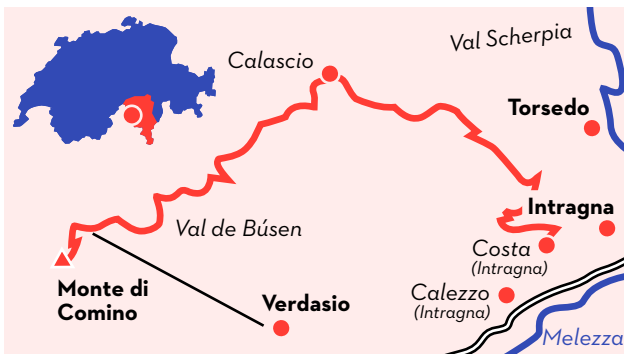 Val Scherpia
Calascio
Torsedo
Intragna
Val de Búsen
Costa
(Intragna)
Monte di
Comino
Calezzo
(Intragna)
Verdasio
Melezza